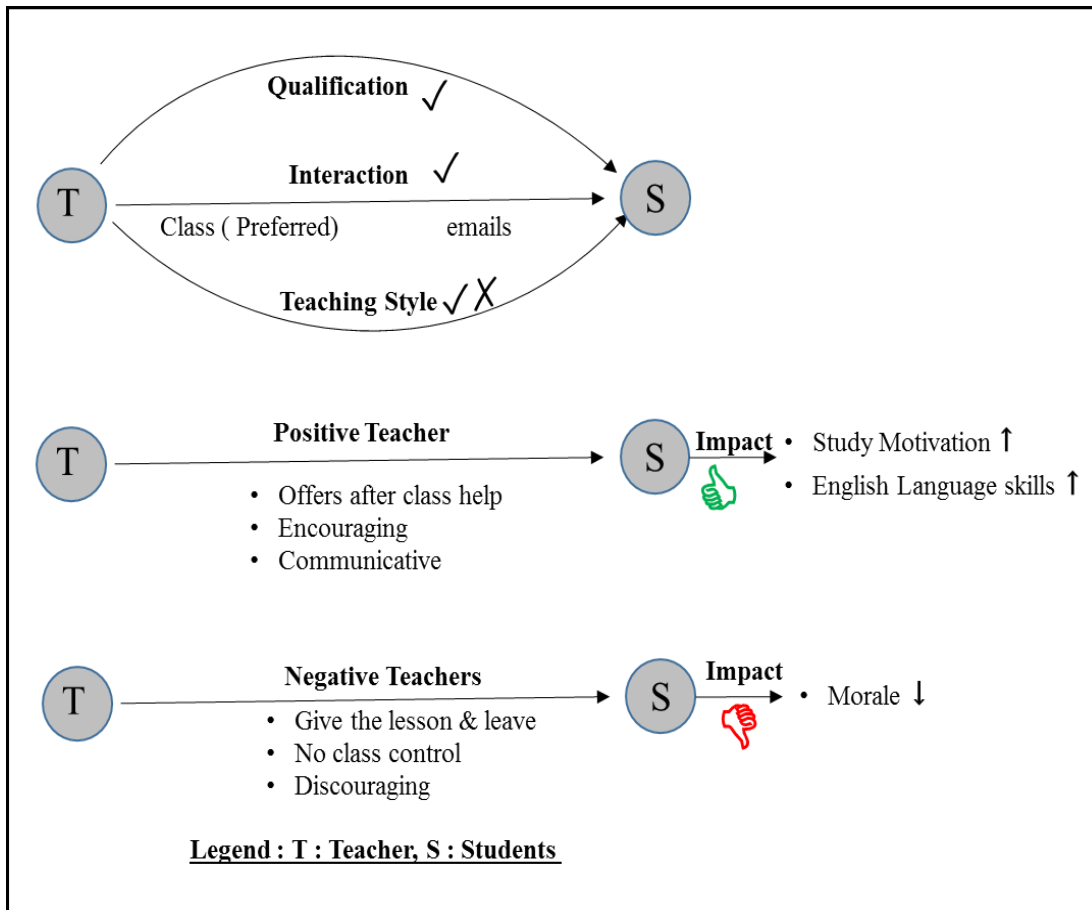 Qualification ✓
Interaction ✓
T
S
Class ( Preferred) emails
Teaching Style ✓ X
Positive Teacher
T
S
Impact
• Study Motivation ↑
• English Language skills ↑
• Offers after class help
• Encouraging
• Communicative
Negative Teachers
T
S
Impact
• Morale ↓
• Give the lesson & leave
• No class control
• Discouraging
Legend : T : Teacher, S : Students